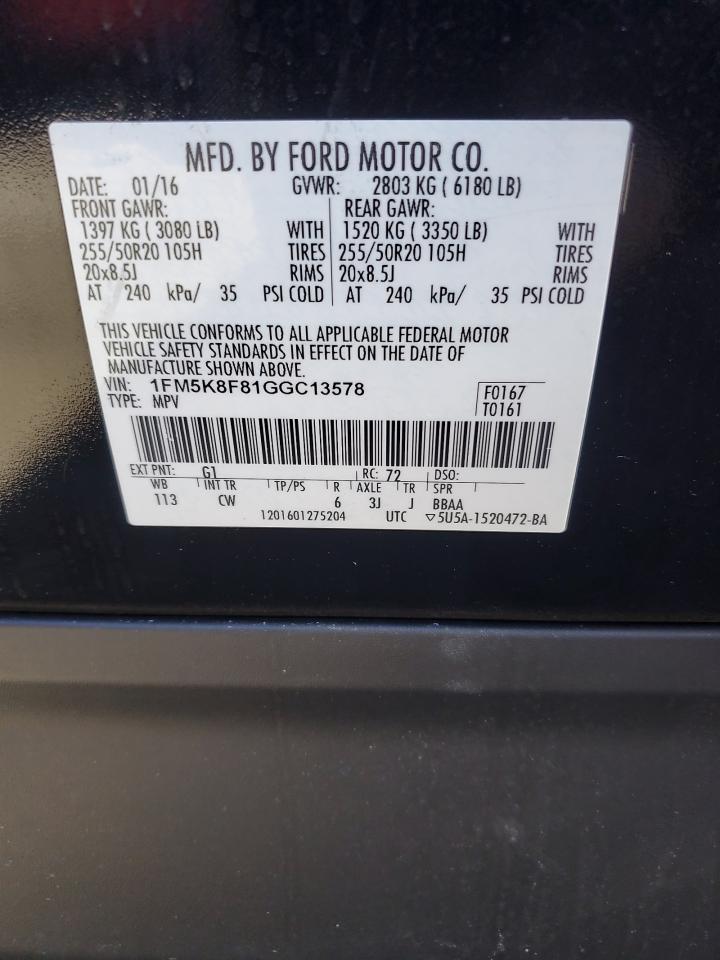 MFD. BY FORD MOTOR CO.
DATE: 01/16 GVWR: 2803 KG ( 6180 LB)
FRONT GAWR: REAR GAWR:
1397 KG ( 3080 LB) WITH 1520 KG ( 3350 LB) WITH
255/50R20 105H TIRES 255/50R20 105H TIRES
20x8.5J RIMS 20x8.5J RIMS
AT 240 kPa/ 35 PSI COLD AT 240 kPa/ 35 PSI COLD
THIS VEHICLE CONFORMS TO ALL APPLICABLE FEDERAL MOTOR
VEHICLE SAFETY STANDARDS IN EFFECT ON THE DATE OF
MANUFACTURE SHOWN ABOVE.
VIN: 1FM5K8F81GGC13578 F0167
TYPE: MPV T0161
EXT PNT: G1 RC: 72 DSO:
WB INT TR TP/PS R AXLE TR SPR
113 CW 6 3J J BBAA
1201601275204 UTC ▽5U5A-1520472-BA